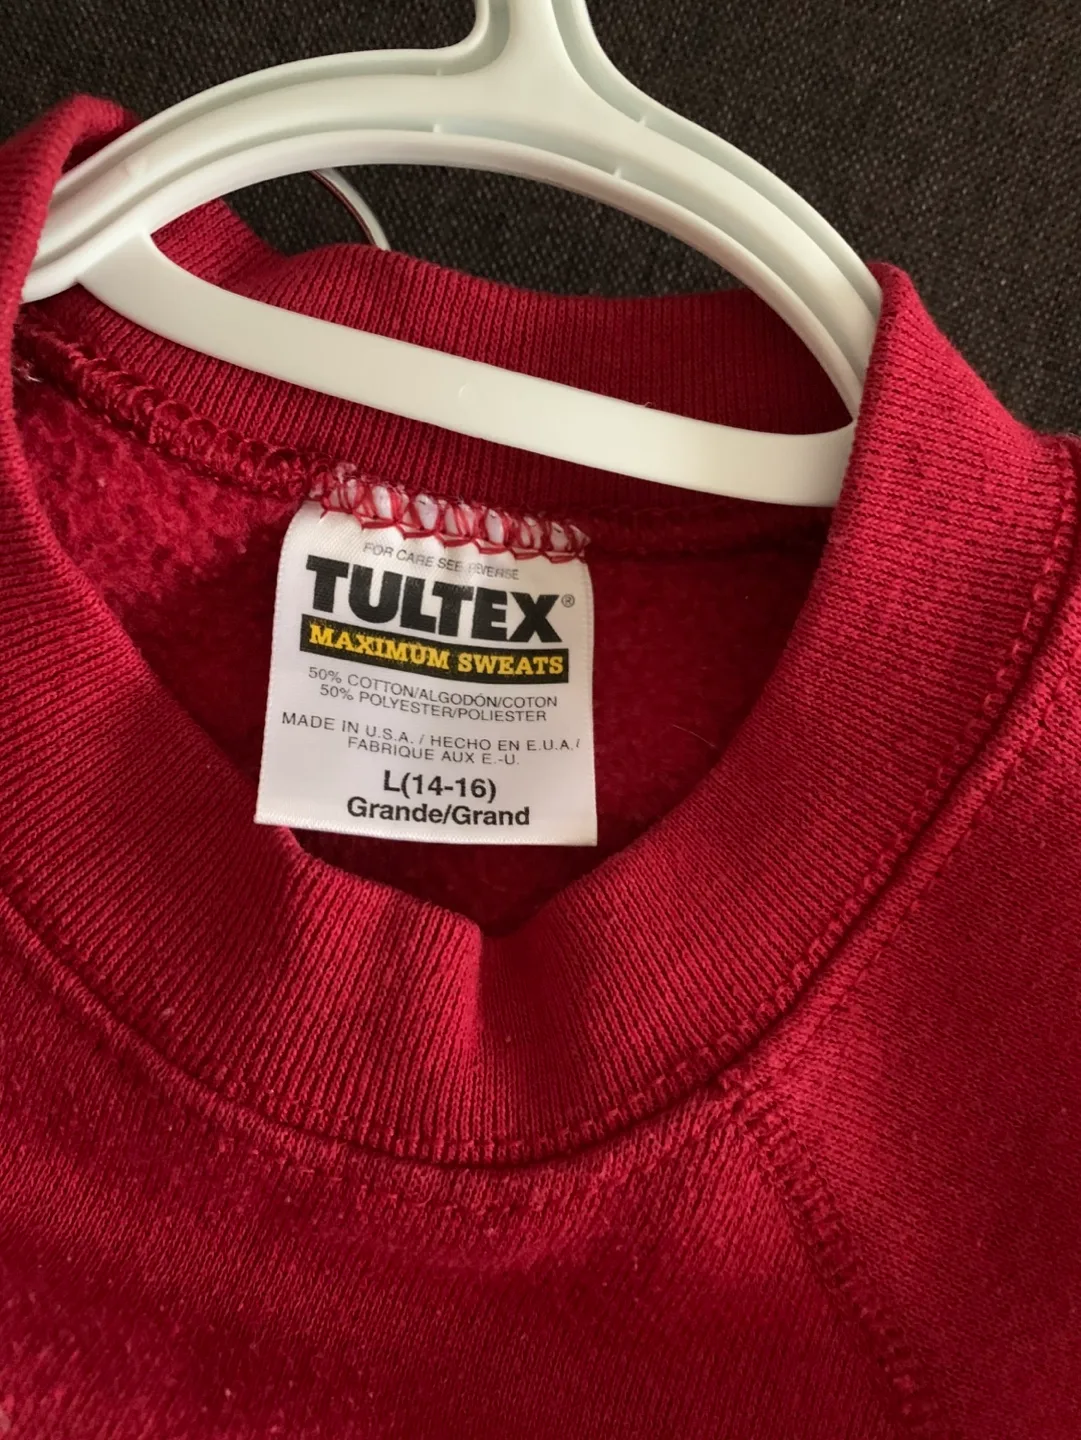 FOR CARE SEE REVERSE
TULTEX®
MAXIMUM SWEATS
50% COTTON/ALGODÓN/COTON
50% POLYESTER/POLIESTER
MADE IN U.S.A. / HECHO EN E.U.A./
FABRIQUE AUX E.-U.
L(14-16)
Grande/Grand